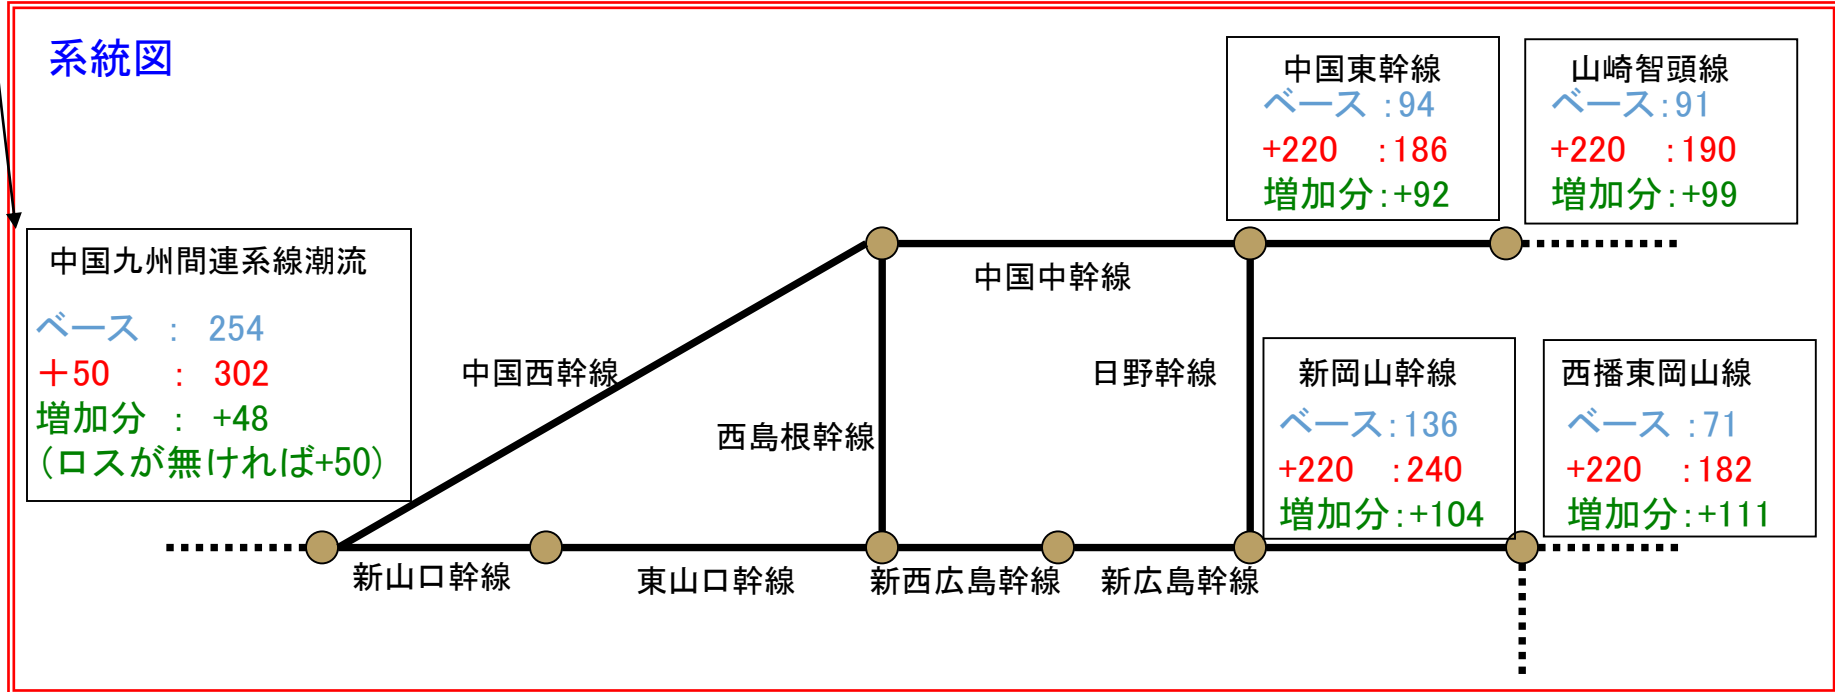 系統図
中国東幹線
ベース:94
+220 :186
増加分:+92
山崎智頭線
ベース:91
+220 :190
増加分:+99
中国九州間連系線潮流
ベース : 254
+50 : 302
増加分 : +48
(ロスが無ければ+50)
中国中幹線
中国西幹線
西島根幹線
日野幹線
新岡山幹線
ベース:136
+220 :240
増加分:+104
西播東岡山線
ベース :71
+220 :182
増加分:+111
新山口幹線
東山口幹線
新西広島幹線
新広島幹線